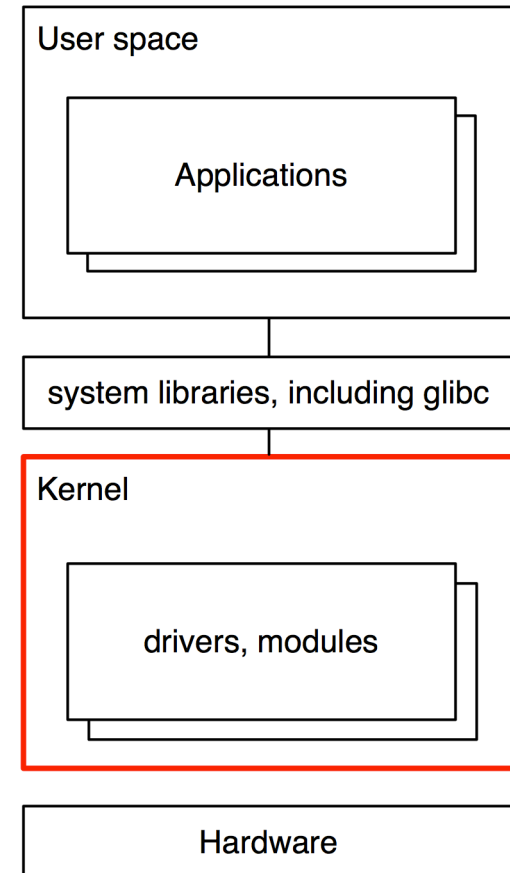 User space
Applications
system libraries, including glibc
Kernel
drivers, modules
Hardware